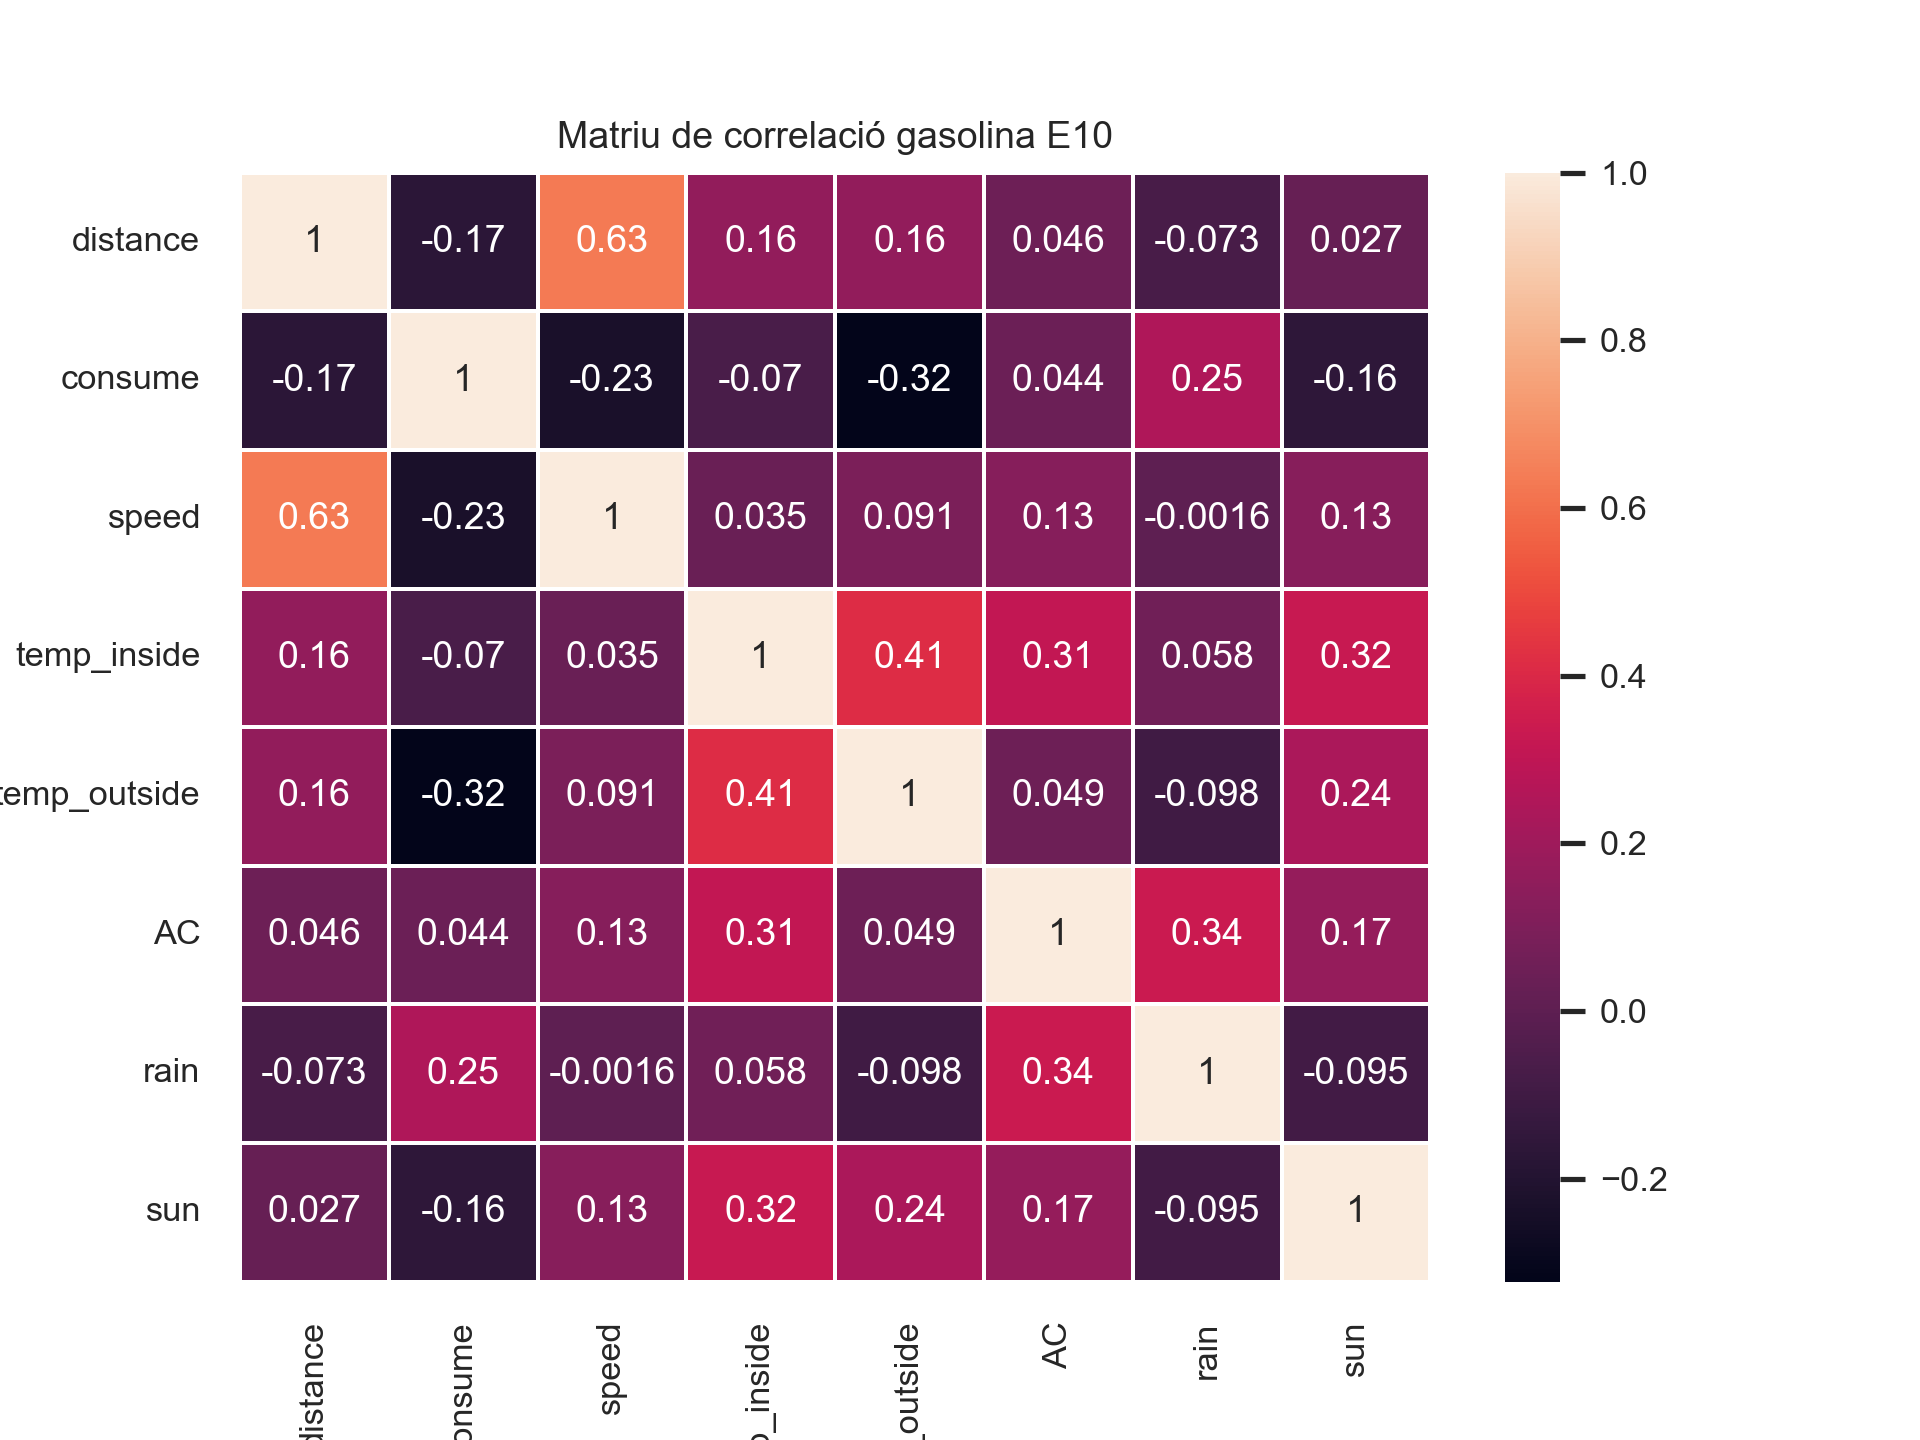 Matriu de correlació gasolina E10
distance 1 -0.17 0.63 0.16 0.16 0.046 -0.073 0.027
consume -0.17 1 -0.23 -0.07 -0.32 0.044 0.25 -0.16
speed 0.63 -0.23 1 0.035 0.091 0.13 -0.0016 0.13
temp_inside 0.16 -0.07 0.035 1 0.41 0.31 0.058 0.32
temp_outside 0.16 -0.32 0.091 0.41 1 0.049 -0.098 0.24
AC 0.046 0.044 0.13 0.31 0.049 1 0.34 0.17
rain -0.073 0.25 -0.0016 0.058 -0.098 0.34 1 -0.095
sun 0.027 -0.16 0.13 0.32 0.24 0.17 -0.095 1
distance
onsume
speed
_inside
_outside
AC
rain
sun
1.0
0.8
0.6
0.4
0.2
0.0
−0.2